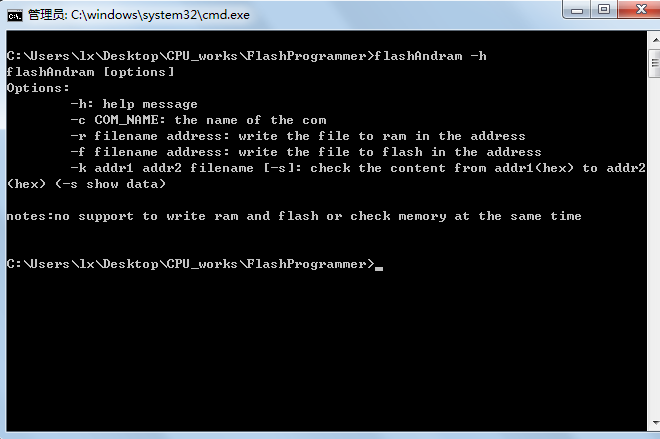 管理员: C:\windows\system32\cmd.exe
C:\Users\lx\Desktop\CPU_works\FlashProgrammer>flashAndram -h
flashAndram [options]
Options:
-h: help message
-c COM_NAME: the name of the com
-r filename address: write the file to ram in the address
-f filename address: write the file to flash in the address
-k addr1 addr2 filename [-s]: check the content from addr1(hex) to addr2
(hex) (-s show data)
notes:no support to write ram and flash or check memory at the same time
C:\Users\lx\Desktop\CPU_works\FlashProgrammer>